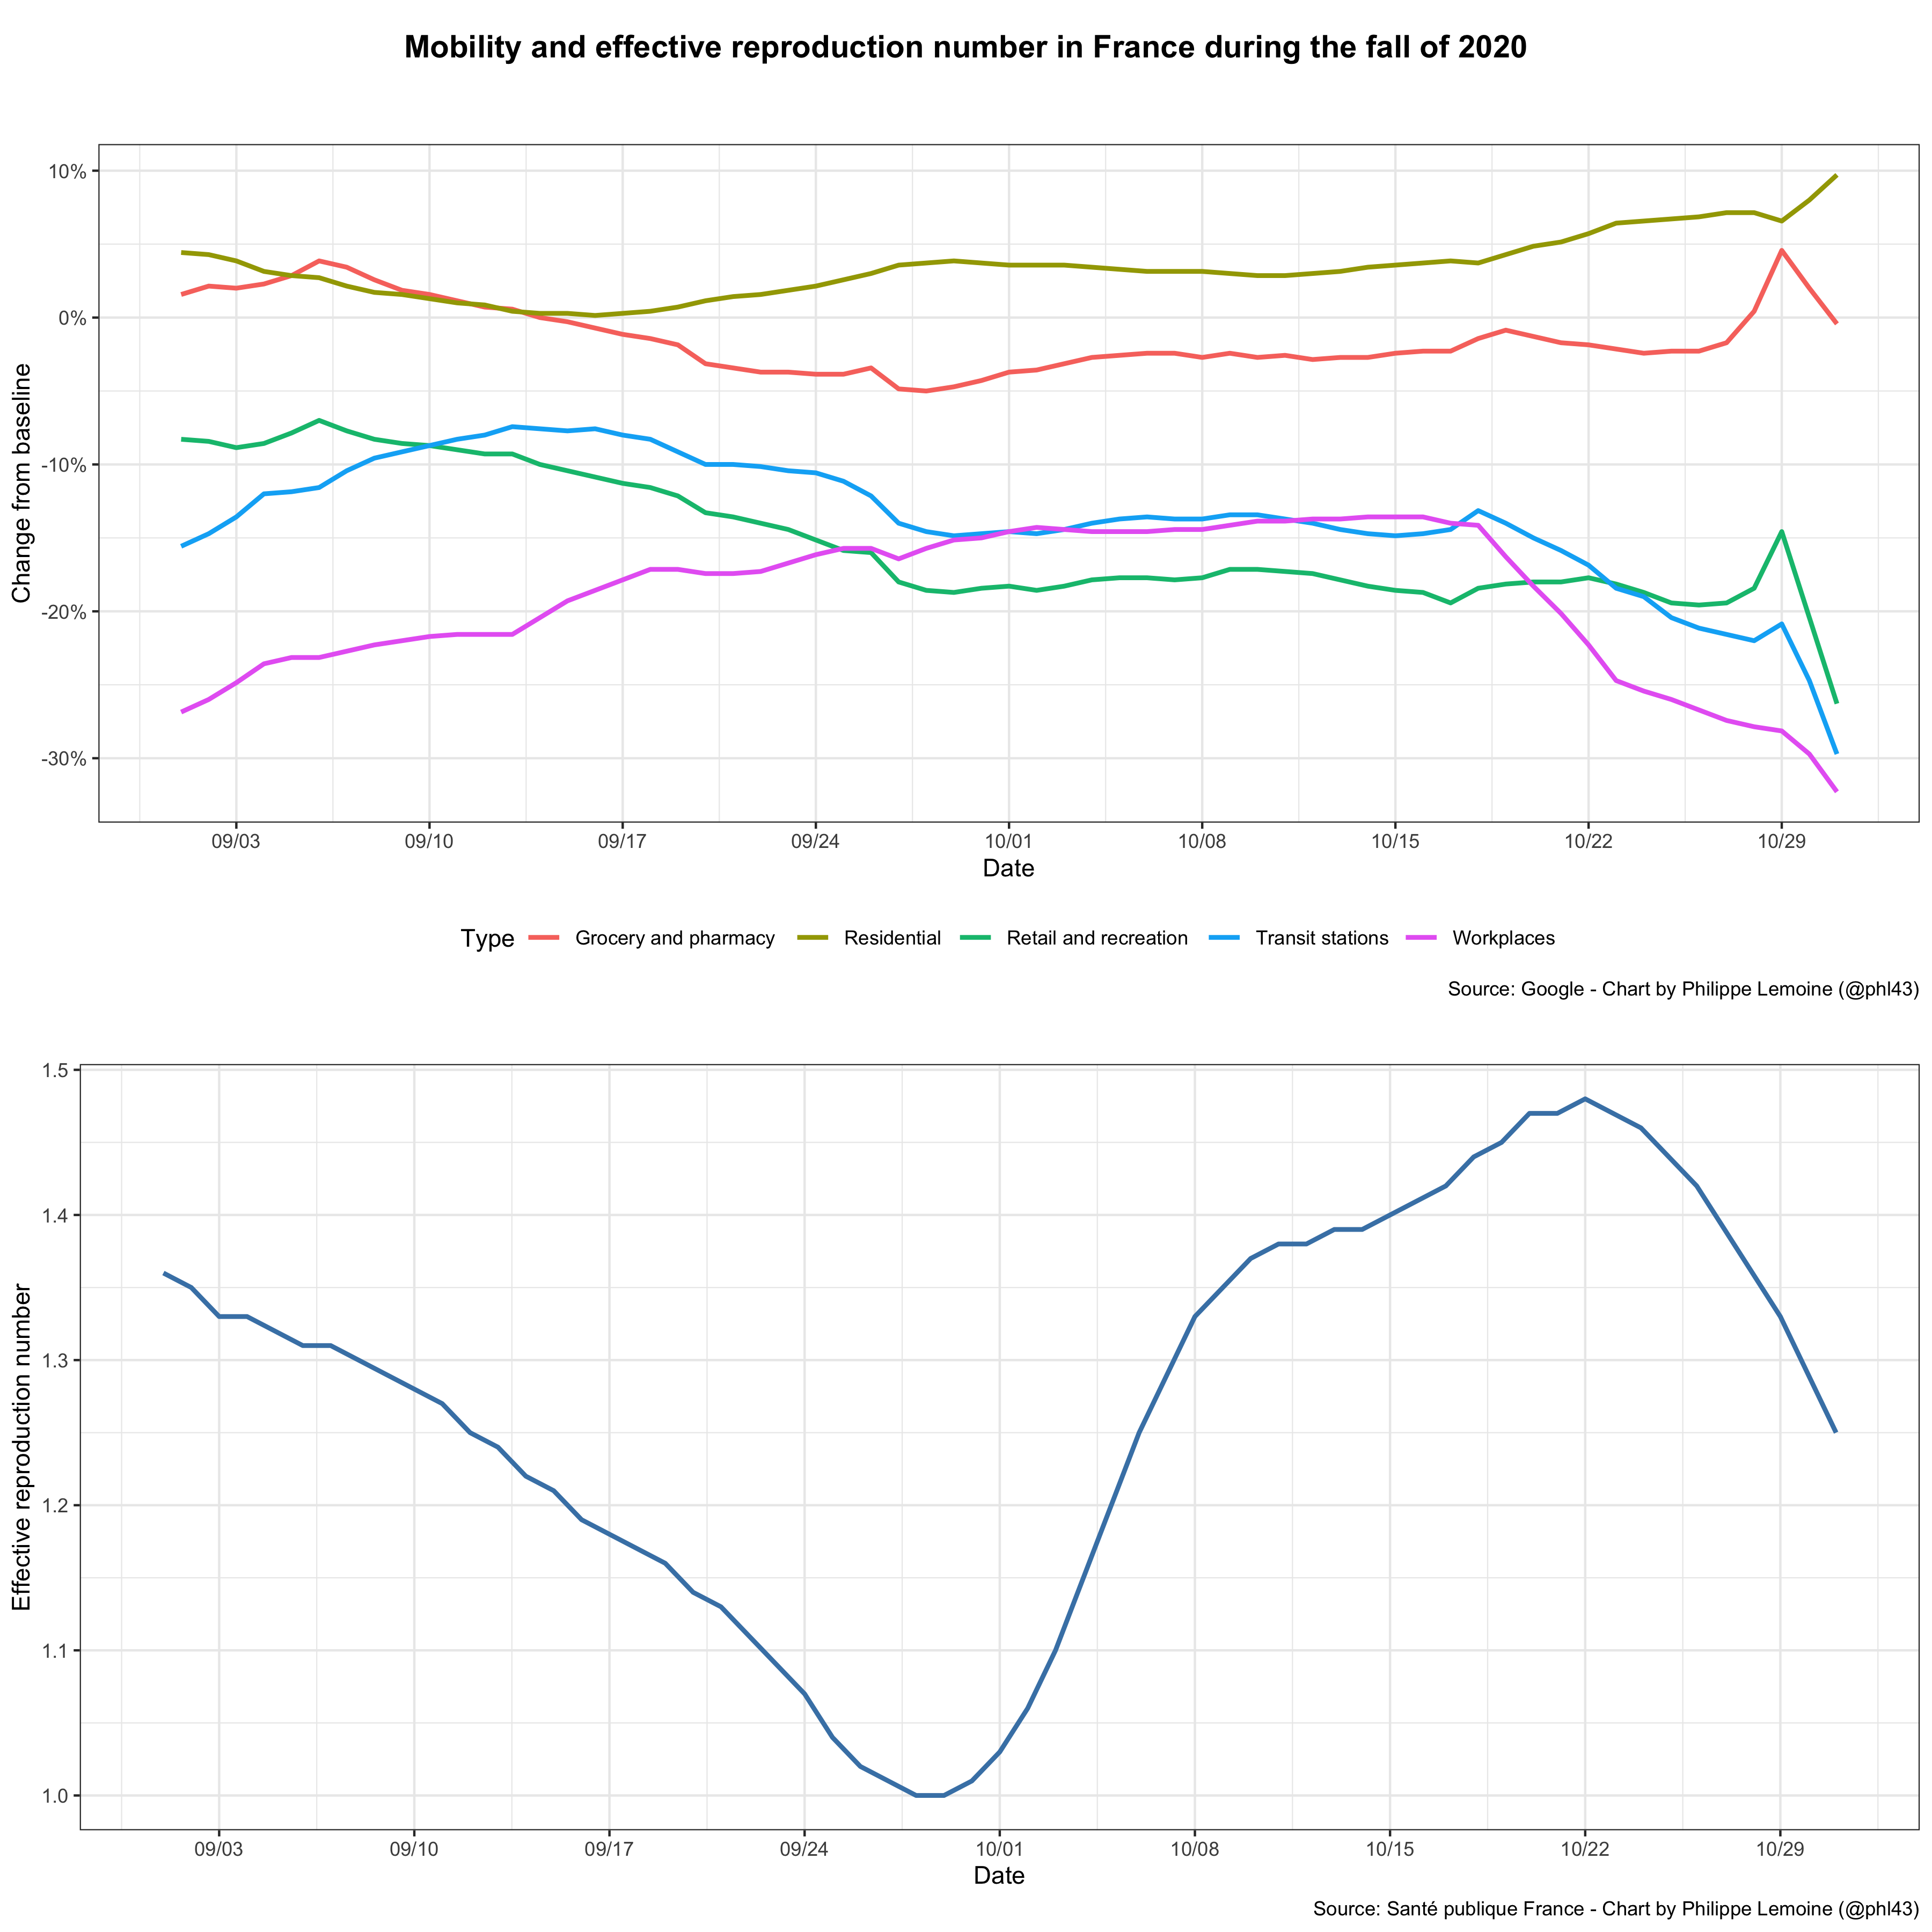 Mobility and effective reproduction number in France during the fall of 2020
10%
0%
-10%
-20%
-30%
Change from baseline
09/03 09/10 09/17 09/24 10/01 10/08 10/15 10/22 10/29
Date
Type Grocery and pharmacy Residential Retail and recreation Transit stations Workplaces
Source: Google - Chart by Philippe Lemoine (@phl43)
1.5
1.4
1.3
1.2
1.1
1.0
Effective reproduction number
09/03 09/10 09/17 09/24 10/01 10/08 10/15 10/22 10/29
Date
Source: Santé publique France - Chart by Philippe Lemoine (@phl43)